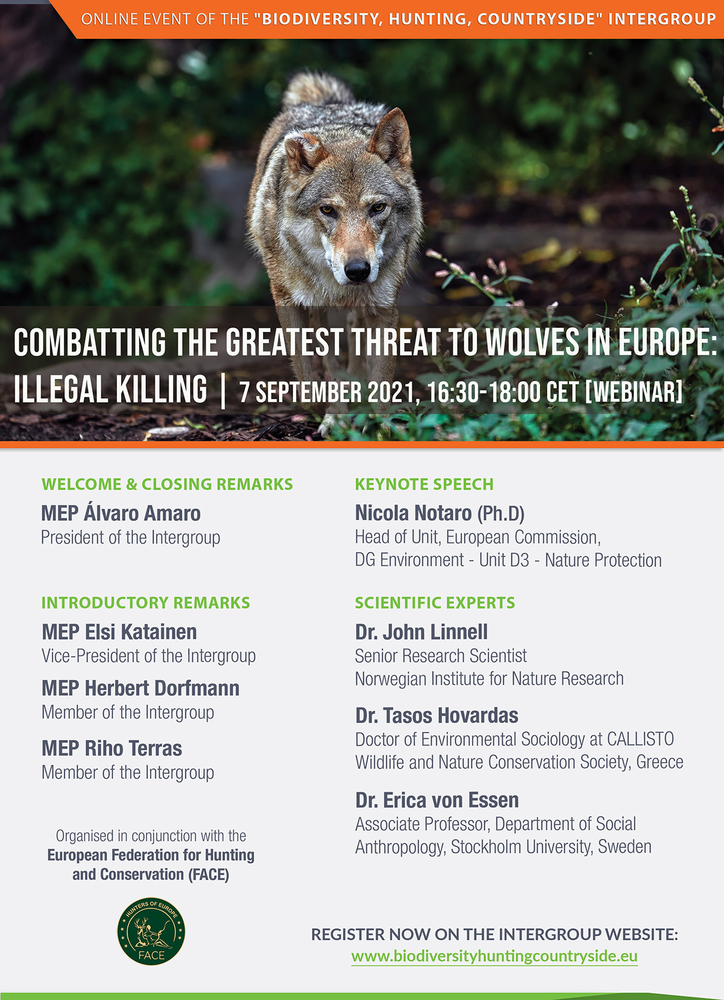 ONLINE EVENT OF THE "BIODIVERSITY, HUNTING, COUNTRYSIDE" INTERGROUP
COMBATTING THE GREATEST THREAT TO WOLVES IN EUROPE:
ILLEGAL KILLING | 7 SEPTEMBER 2021, 16:30-18:00 CET [WEBINAR]
WELCOME & CLOSING REMARKS
MEP Álvaro Amaro
President of the Intergroup
KEYNOTE SPEECH
Nicola Notaro (Ph.D)
Head of Unit, European Commission,
DG Environment - Unit D3 - Nature Protection
INTRODUCTORY REMARKS
MEP Elsi Katainen
Vice-President of the Intergroup
MEP Herbert Dorfmann
Member of the Intergroup
MEP Riho Terras
Member of the Intergroup
SCIENTIFIC EXPERTS
Dr. John Linnell
Senior Research Scientist
Norwegian Institute for Nature Research
Dr. Tasos Hovardas
Doctor of Environmental Sociology at CALLISTO
Wildlife and Nature Conservation Society, Greece
Dr. Erica von Essen
Associate Professor, Department of Social
Anthropology, Stockholm University, Sweden
Organised in conjunction with the
European Federation for Hunting
and Conservation (FACE)
HUNTERS OF EUROPE
FACE
REGISTER NOW ON THE INTERGROUP WEBSITE:
www.biodiversityhuntingcountryside.eu